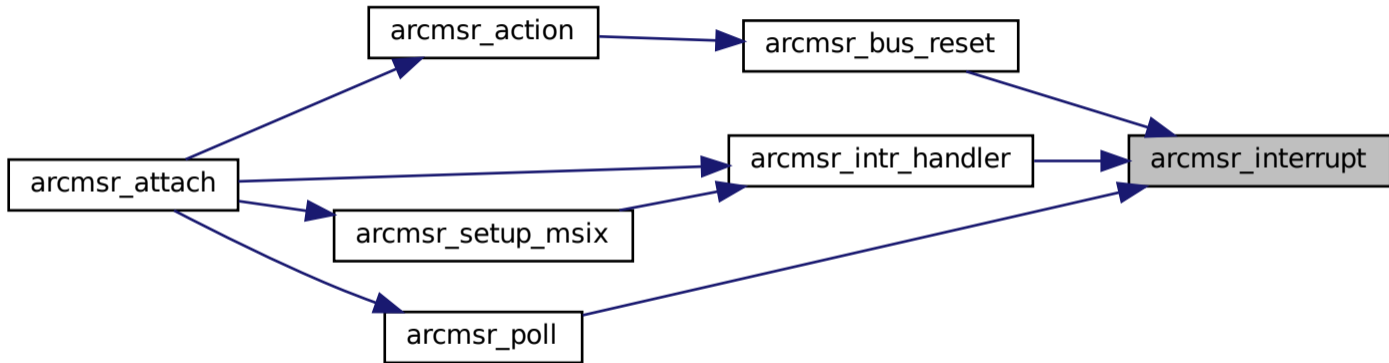 arcmsr_action
arcmsr_bus_reset
arcmsr_intr_handler
arcmsr_interrupt
arcmsr_attach
arcmsr_setup_msix
arcmsr_poll